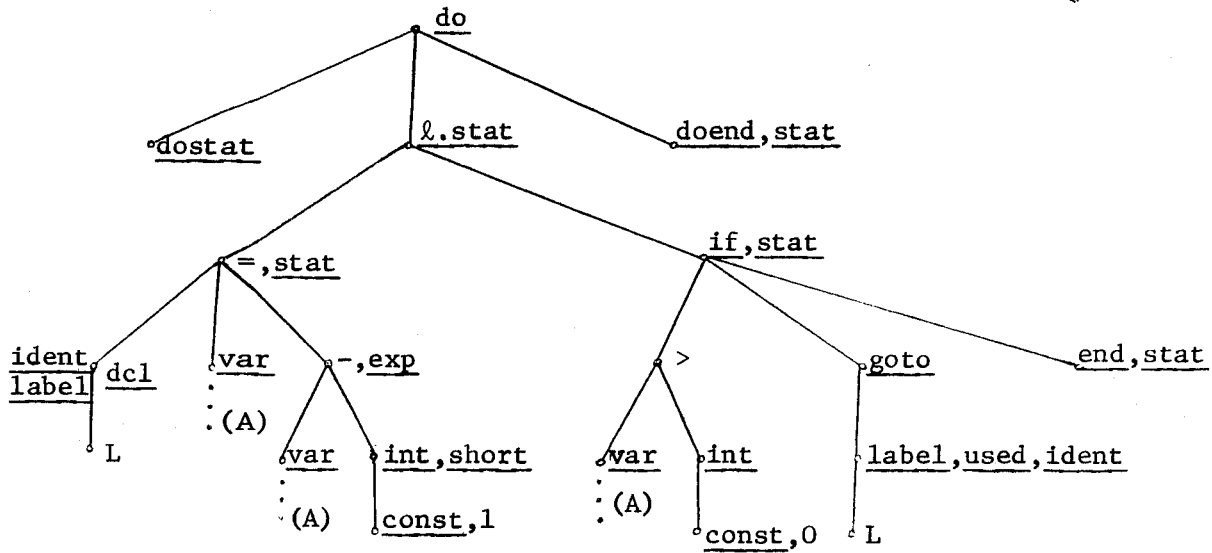 do
dostat
ℓ.stat
doend,stat
=,stat
if,stat
ident
label
dcl
var
-,exp
>
goto
end,stat
(A)
L
var
int,short
var
int
label,used,ident
(A)
const,1
(A)
const,0
L